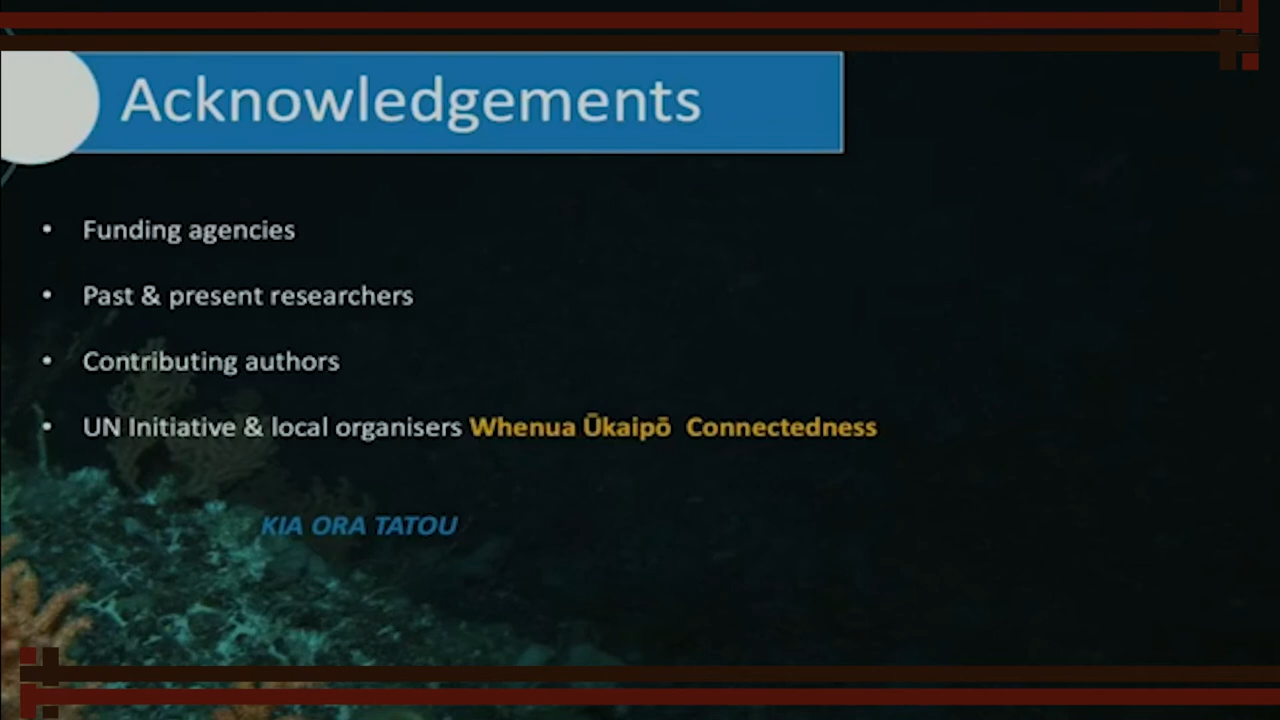 Acknowledgements
• Funding agencies
• Past & present researchers
• Contributing authors
• UN Initiative & local organisers Whenua Ūkaipō Connectedness
KIA ORA TATOU